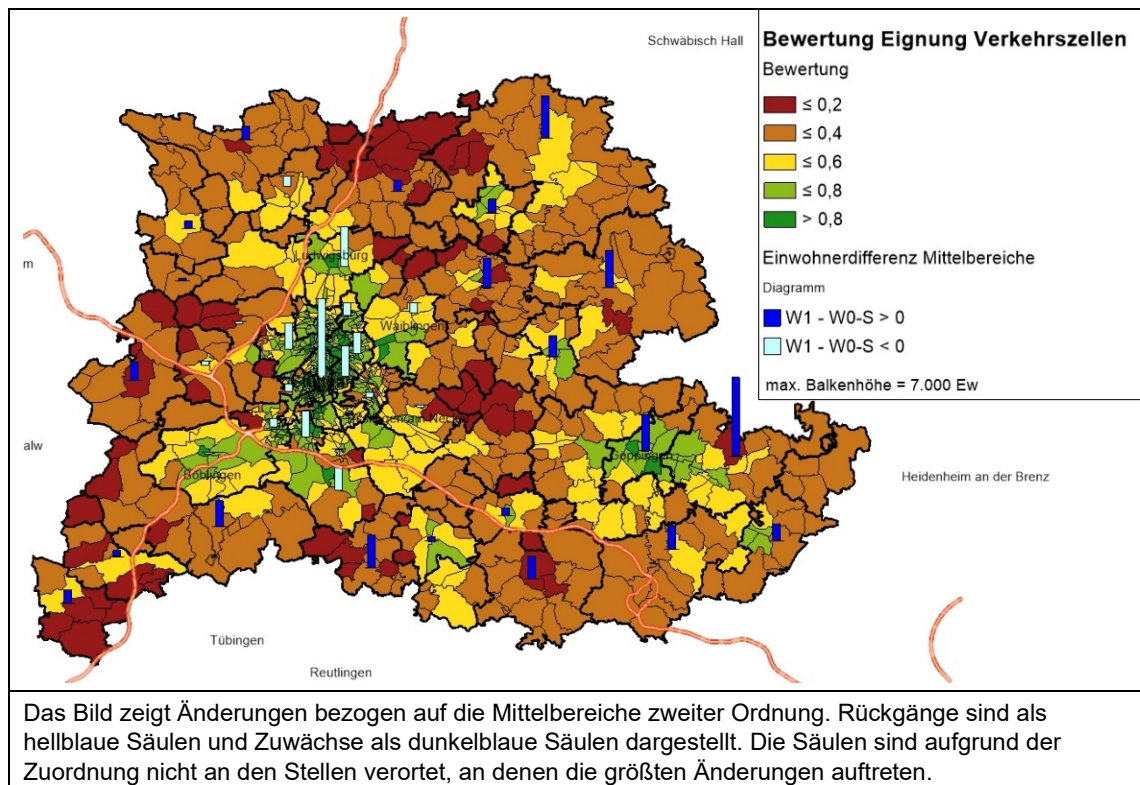 Schwäbisch Hall
Bewertung Eignung Verkehrszellen
Bewertung
≤ 0,2
≤ 0,4
≤ 0,6
≤ 0,8
> 0,8
Einwohnerdifferenz Mittelbereiche
Diagramm
W1 - W0-S > 0
W1 - W0-S < 0
max. Balkenhöhe = 7.000 Ew
m
Ludwigsburg
Waiblingen
alw
Böblingen
Göppingen
Heidenheim an der Brenz
Tübingen
Reutlingen
Das Bild zeigt Änderungen bezogen auf die Mittelbereiche zweiter Ordnung. Rückgänge sind als
hellblaue Säulen und Zuwächse als dunkelblaue Säulen dargestellt. Die Säulen sind aufgrund der
Zuordnung nicht an den Stellen verortet, an denen die größten Änderungen auftreten.